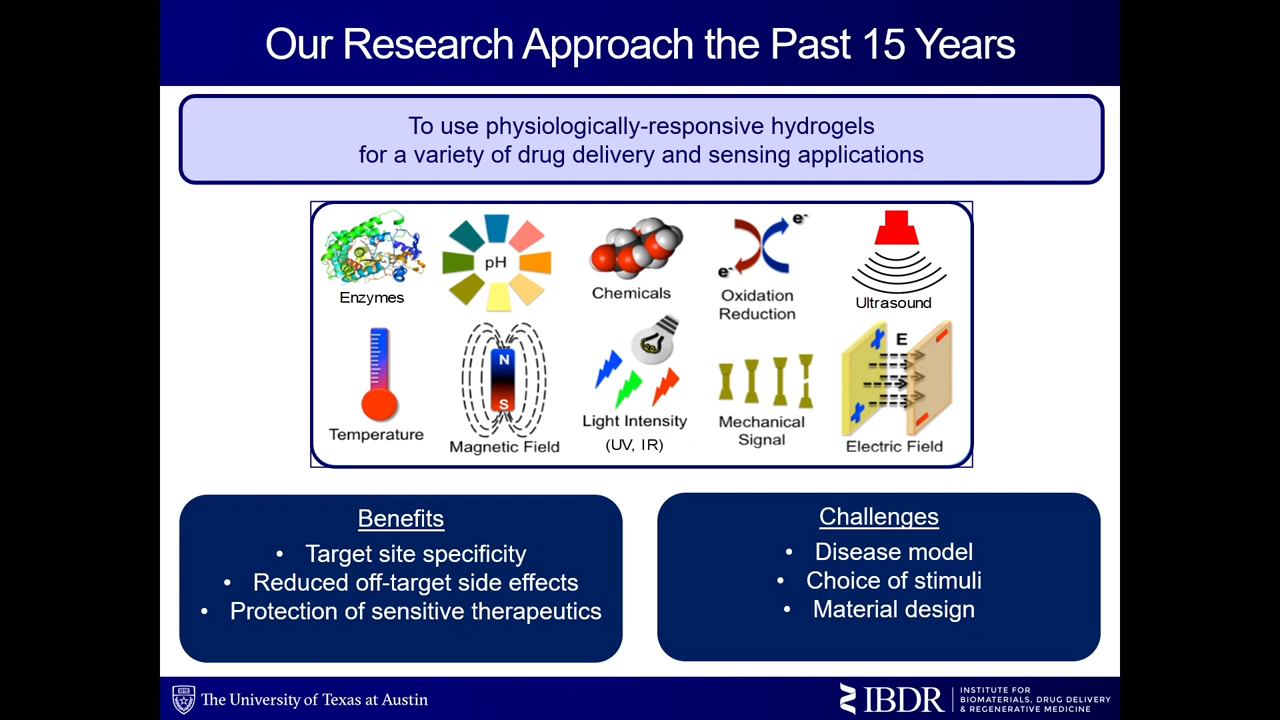 Our Research Approach the Past 15 Years
To use physiologically-responsive hydrogels
for a variety of drug delivery and sensing applications
Enzymes
pH
Chemicals
e-
e-
Oxidation
Reduction
Ultrasound
Temperature
N
S
Magnetic Field
Light Intensity
(UV, IR)
Mechanical
Signal
E
Electric Field
Benefits
• Target site specificity
• Reduced off-target side effects
• Protection of sensitive therapeutics
Challenges
• Disease model
• Choice of stimuli
• Material design
The University of Texas at Austin
IBDR
INSTITUTE FOR
BIOMATERIALS, DRUG DELIVERY
& REGENERATIVE MEDICINE